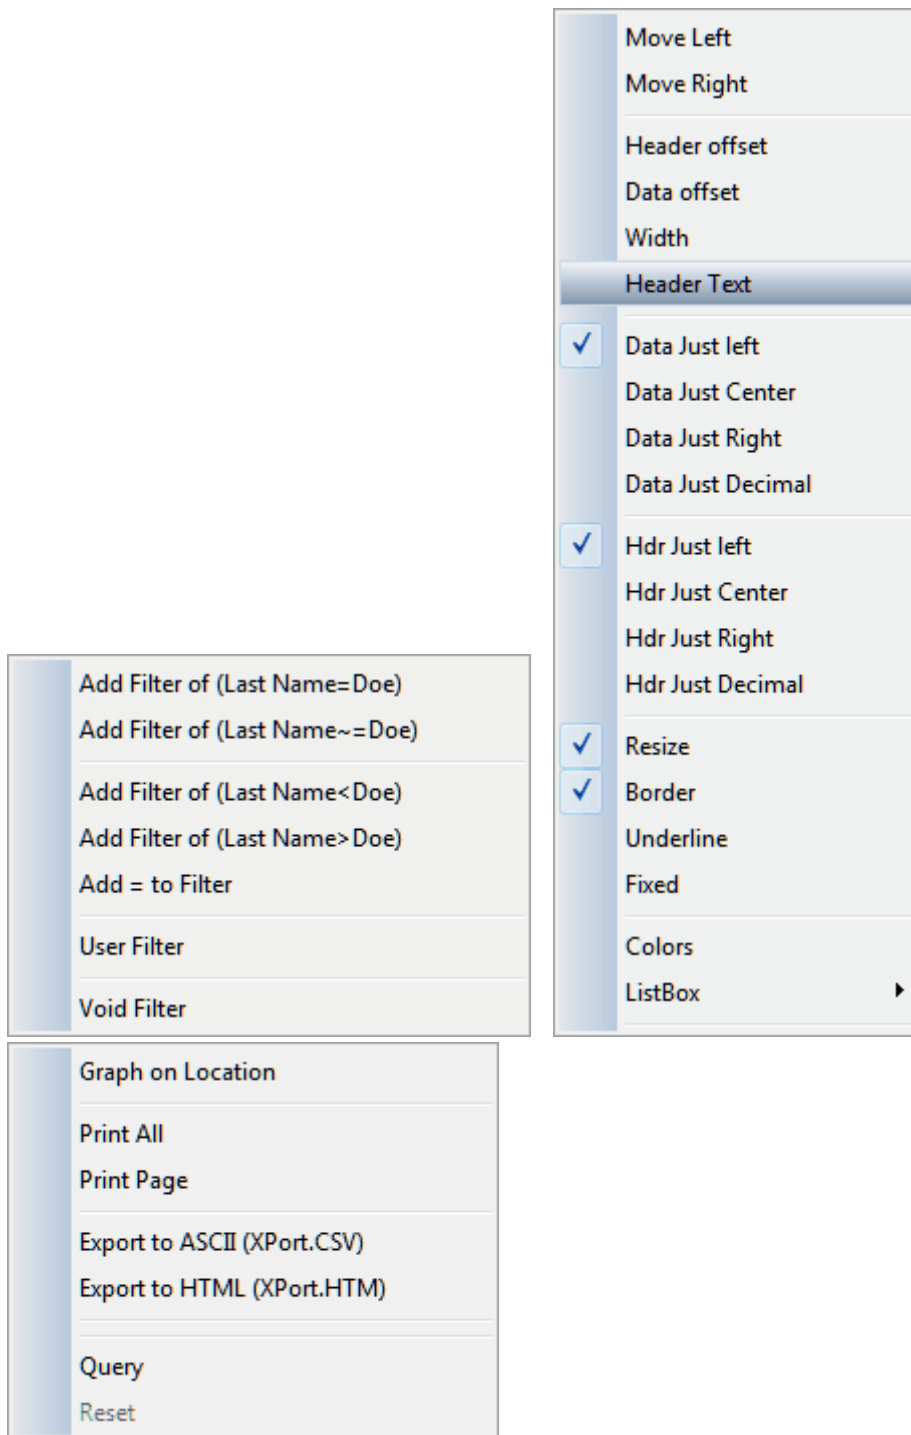 Move Left
Move Right
Header offset
Data offset
Width
Header Text
Data Just left
Data Just Center
Data Just Right
Data Just Decimal
Hdr Just left
Hdr Just Center
Hdr Just Right
Hdr Just Decimal
Resize
Border
Underline
Fixed
Colors
ListBox
Add Filter of (Last Name=Doe)
Add Filter of (Last Name~=Doe)
Add Filter of (Last Name<Doe)
Add Filter of (Last Name>Doe)
Add = to Filter
User Filter
Void Filter
Graph on Location
Print All
Print Page
Export to ASCII (XPort.CSV)
Export to HTML (XPort.HTM)
Query
Reset